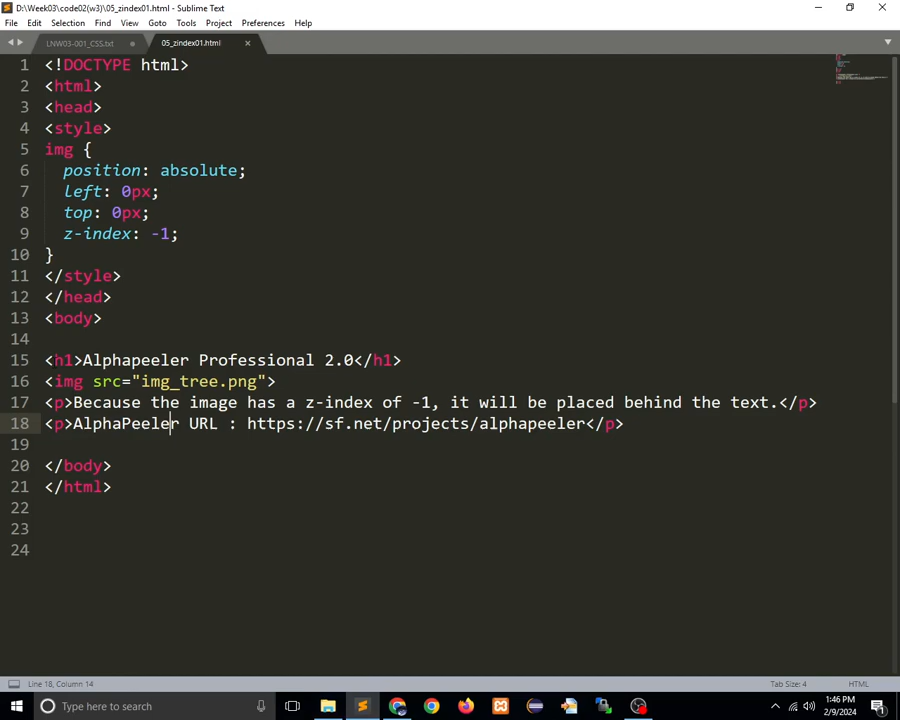 D:\Week03\code02(w3)\05_zindex01.html - Sublime Text
File Edit Selection Find View Goto Tools Project Preferences Help
LNW03-001_CSS.txt 05_zindex01.html
1 <!DOCTYPE html>
2 <html>
3 <head>
4 <style>
5 img {
6 position: absolute;
7 left: 0px;
8 top: 0px;
9 z-index: -1;
10 }
11 </style>
12 </head>
13 <body>
14
15 <h1>Alphapeeler Professional 2.0</h1>
16 <img src="img_tree.png">
17 <p>Because the image has a z-index of -1, it will be placed behind the text.</p>
18 <p>AlphaPeeler URL : https://sf.net/projects/alphapeeler</p>
19
20 </body>
21 </html>
22
23
24
Line 18, Column 14 Tab Size: 4 HTML
Type here to search
1:46 PM
2/9/2024